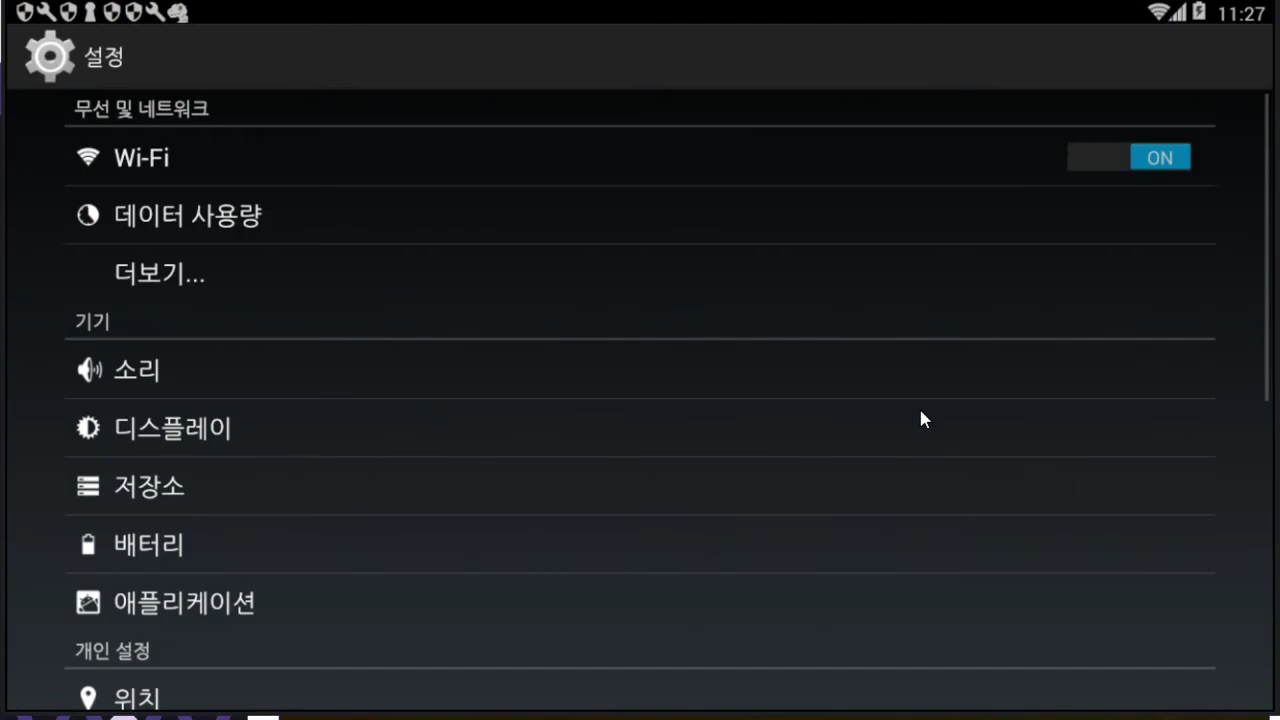 11:27
설정
무선 및 네트워크
Wi-Fi
ON
데이터 사용량
더보기...
기기
소리
디스플레이
저장소
배터리
애플리케이션
개인 설정
위치